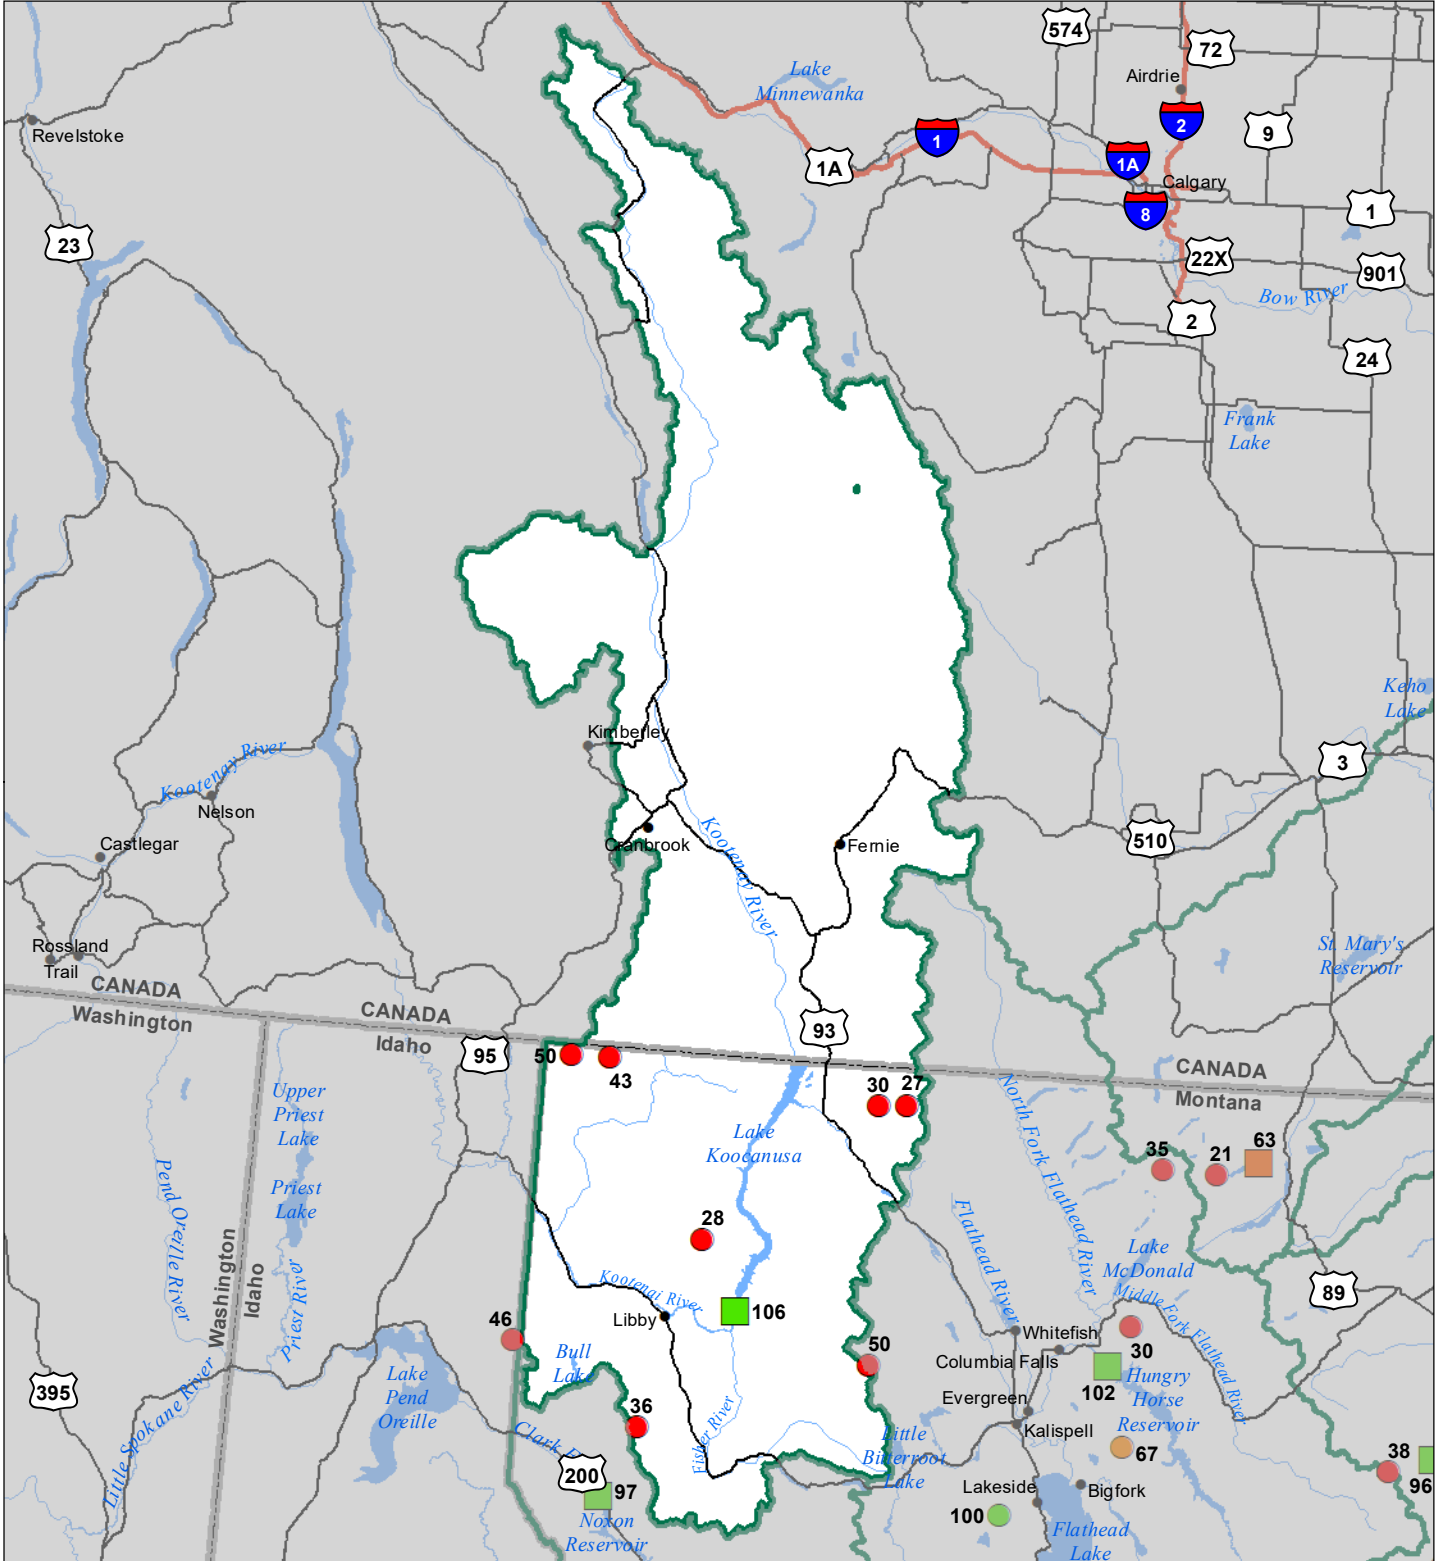 574
72
Airdrie
Lake
Minnewanka
2
9
1
1A
1A
Revelstoke
Calgary
8
1
23
22X
901
Bow River
2
24
Frank
Lake
Keho
Lake
Kimberley
Kootenay River
3
Nelson
Kootenay River
510
Castlegar
Cranbrook
Fernie
Rossland
Trail
St. Mary's
Reservoir
CANADA
Washington
CANADA
Idaho
93
95
50
43
CANADA
Montana
30
27
Upper
Priest
Lake
North Fork Flathead River
Lake
Koocanusa
35
21
63
Pend Oreille River
Priest
Lake
28
Flathead River
Lake
McDonald
Washington
Idaho
Priest River
Kootenai River
106
Libby
89
Middle Fork Flathead River
46
Whitefish
30
Columbia Falls
Bull
Lake
50
102
Hungry
Horse
Reservoir
395
Lake
Pend
Oreille
Little Spokane River
36
Evergreen
Kalispell
Fisher River
Clark
Little
Bitterroot
Lake
67
38
96
200
97
Lakeside
Bigfork
100
Noxon
Reservoir
Flathead
Lake